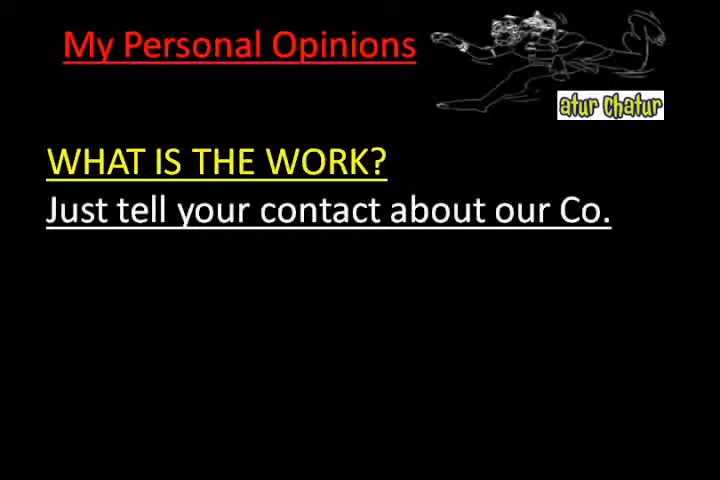 My Personal Opinions
atur Chatur
WHAT IS THE WORK?
Just tell your contact about our Co.